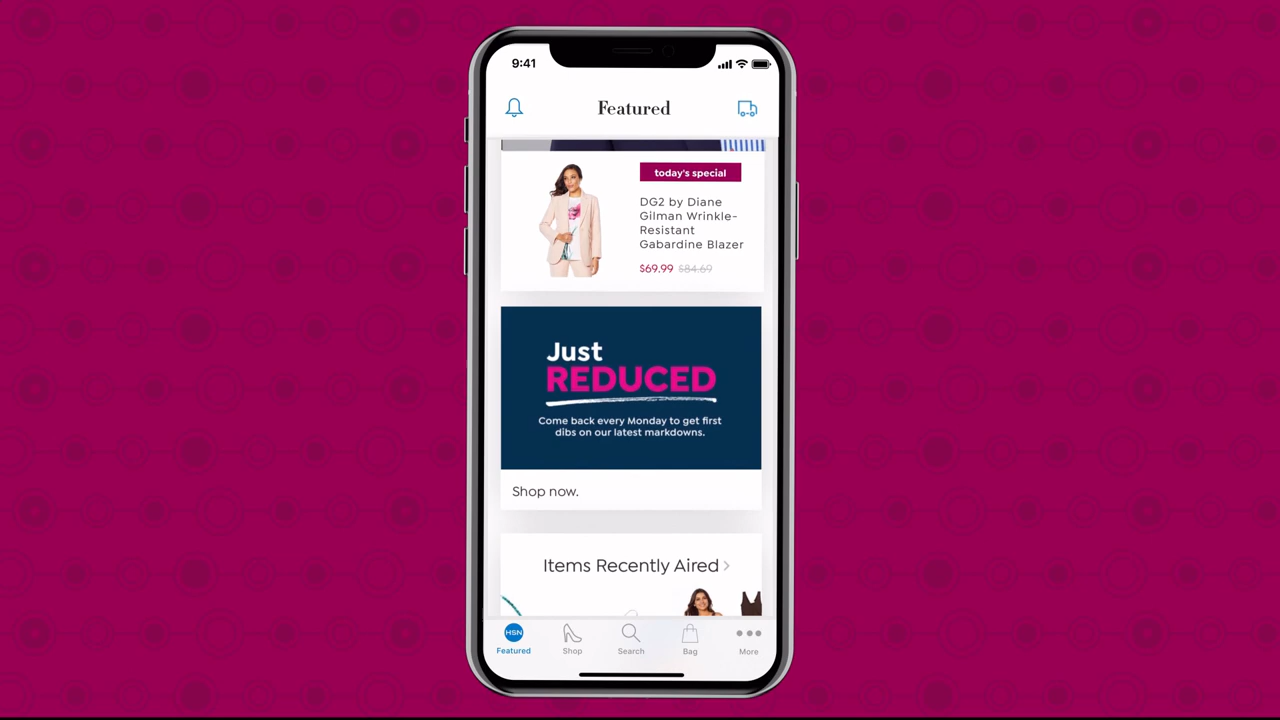 9:41
Featured
today's special
DG2 by Diane
Gilman Wrinkle-
Resistant
Gabardine Blazer
$69.99 $84.69
Just
REDUCED
Come back every Monday to get first
dibs on our latest markdowns.
Shop now.
Items Recently Aired >
HSN
Featured Shop Search Bag More